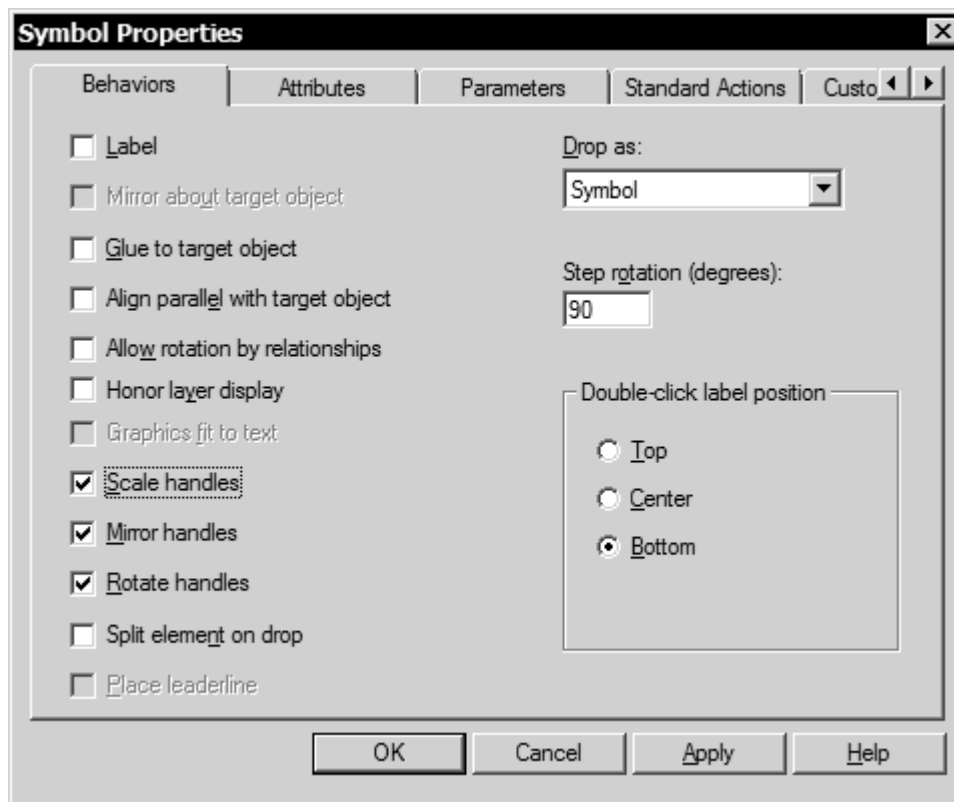 Symbol Properties
Behaviors
Attributes
Parameters
Standard Actions
Custo
Label
Mirror about target object
Glue to target object
Align parallel with target object
Allow rotation by relationships
Honor layer display
Graphics fit to text
Scale handles
Mirror handles
Rotate handles
Split element on drop
Place leaderline
Drop as:
Symbol
Step rotation (degrees):
90
Double-click label position
Top
Center
Bottom
OK
Cancel
Apply
Help